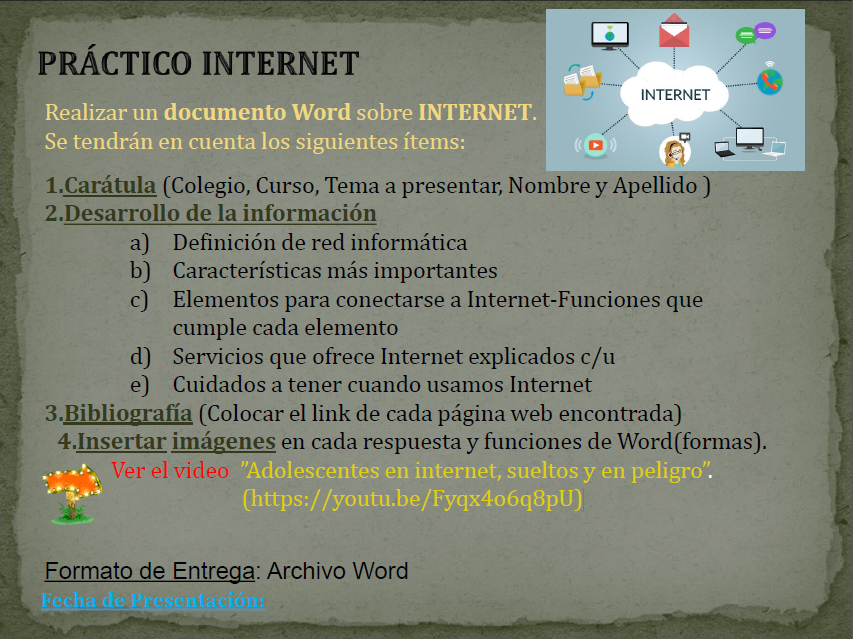 PRÁCTICO INTERNET
INTERNET
Realizar un documento Word sobre INTERNET.
Se tendrán en cuenta los siguientes ítems:
1.Carátula (Colegio, Curso, Tema a presentar, Nombre y Apellido )
2.Desarrollo de la información
a) Definición de red informática
b) Características más importantes
c) Elementos para conectarse a Internet-Funciones que
cumple cada elemento
d) Servicios que ofrece Internet explicados c/u
e) Cuidados a tener cuando usamos Internet
3.Bibliografía (Colocar el link de cada página web encontrada)
4.Insertar imágenes en cada respuesta y funciones de Word(formas).
Ver el video "Adolescentes en internet, sueltos y en peligro".
(https://youtu.be/Fyqx4o6q8pU)
Formato de Entrega: Archivo Word
Fecha de Presentación: